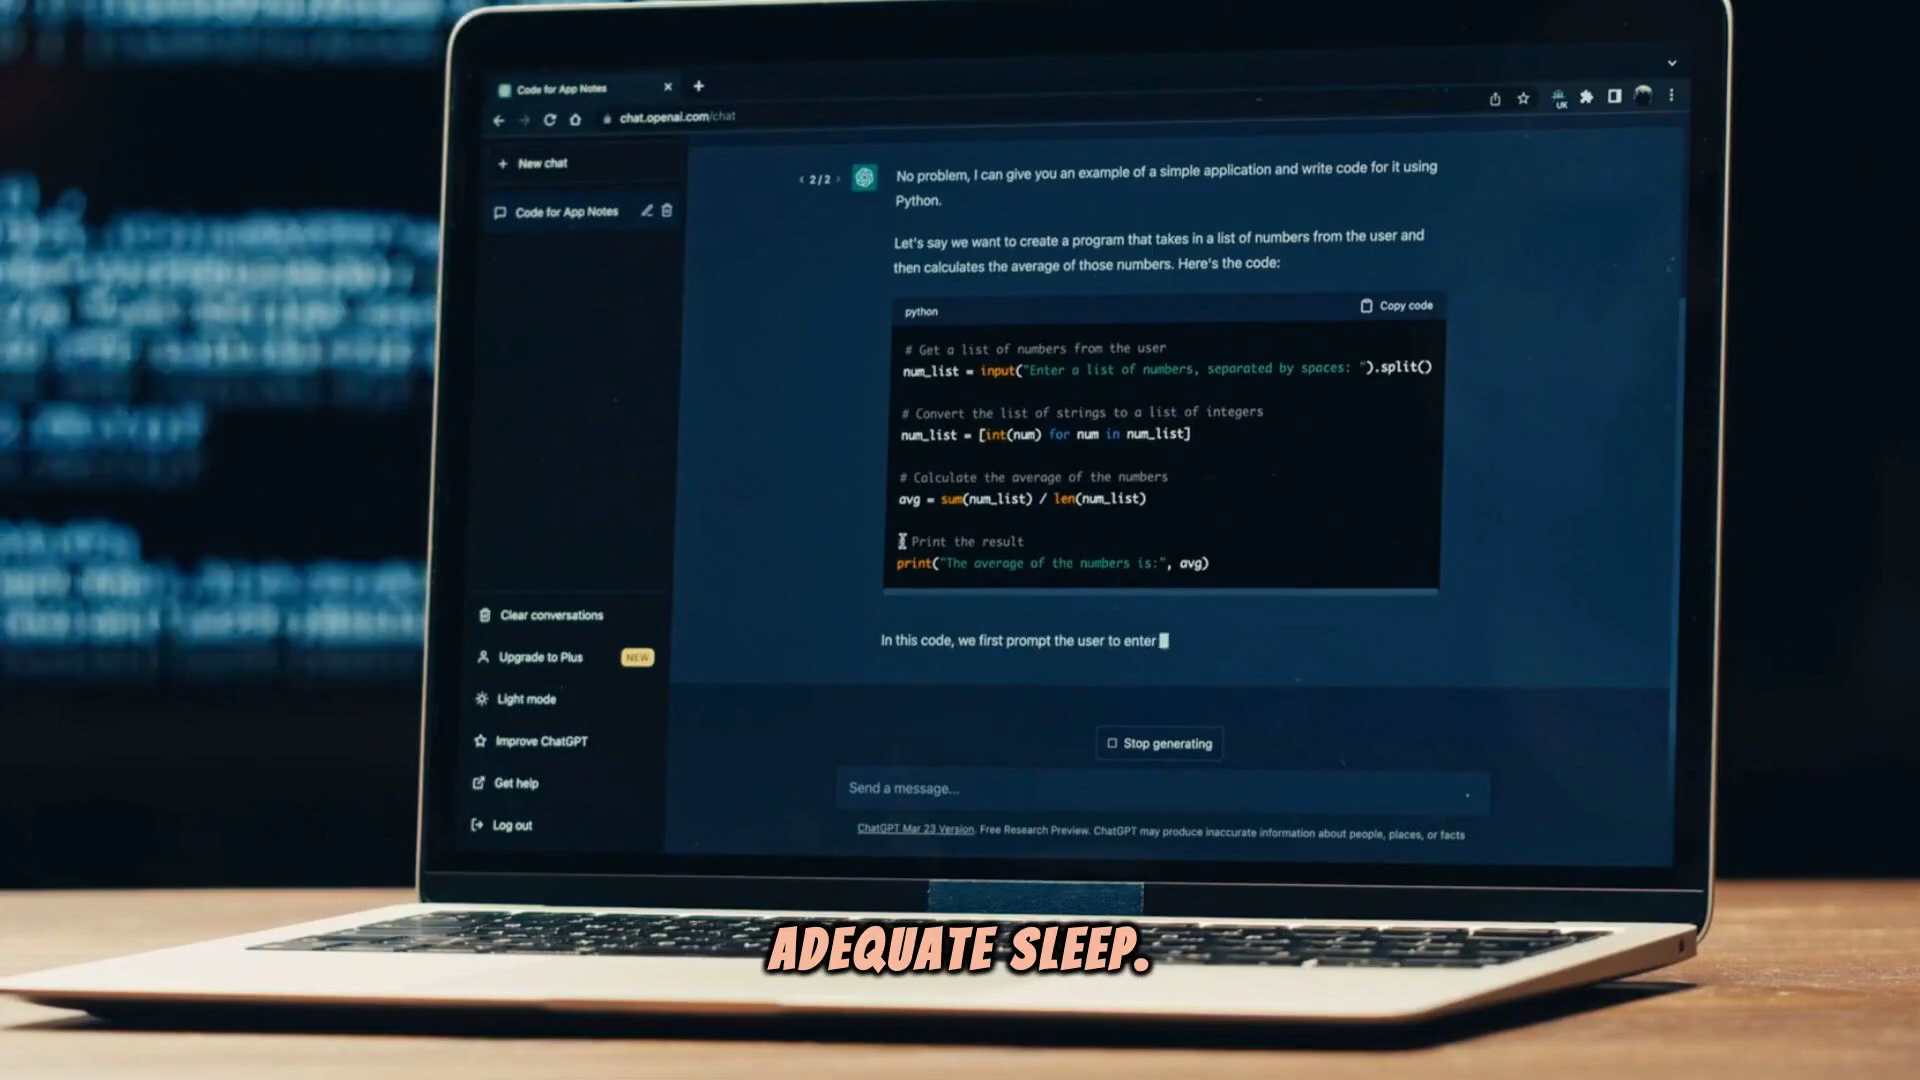 Code for App Notes
chat.openai.com/chat
UK
New chat
Code for App Notes
2/2
No problem, I can give you an example of a simple application and write code for it using
Python.
Let's say we want to create a program that takes in a list of numbers from the user and
then calculates the average of those numbers. Here's the code:
python
Copy code
# Get a list of numbers from the user
num_list = input("Enter a list of numbers, separated by spaces: ").split()
# Convert the list of strings to a list of integers
num_list = [int(num) for num in num_list]
# Calculate the average of the numbers
avg = sum(num_list) / len(num_list)
Print the result
print("The average of the numbers is:", avg)
In this code, we first prompt the user to enter
Clear conversations
Upgrade to Plus NEW
Light mode
Improve ChatGPT
Get help
Log out
Stop generating
Send a message...
ChatGPT Mar 23 Version. Free Research Preview. ChatGPT may produce inaccurate information about people, places, or facts
ADEQUATE SLEEP.